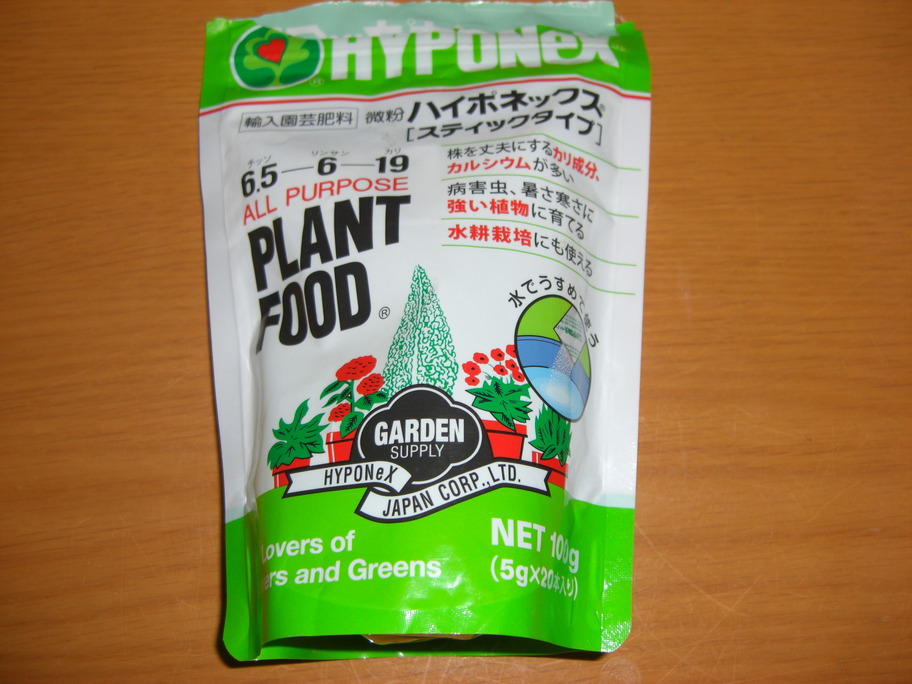 HYPONeX
®
輸入園芸肥料 微粉 ハイポネックス®
[スティックタイプ]
チッソ リンサン カリ
6.5—6—19
ALL PURPOSE
PLANT
FOOD®
株を丈夫にするカリ成分、
カルシウムが多い
病害虫、暑さ寒さに
強い植物に育てる
水耕栽培にも使える
水でうすめて使う
GARDEN
SUPPLY
HYPONeX
JAPAN CORP.,LTD.
Lovers of
ers and Greens
NET 100g
(5g×20本入り)